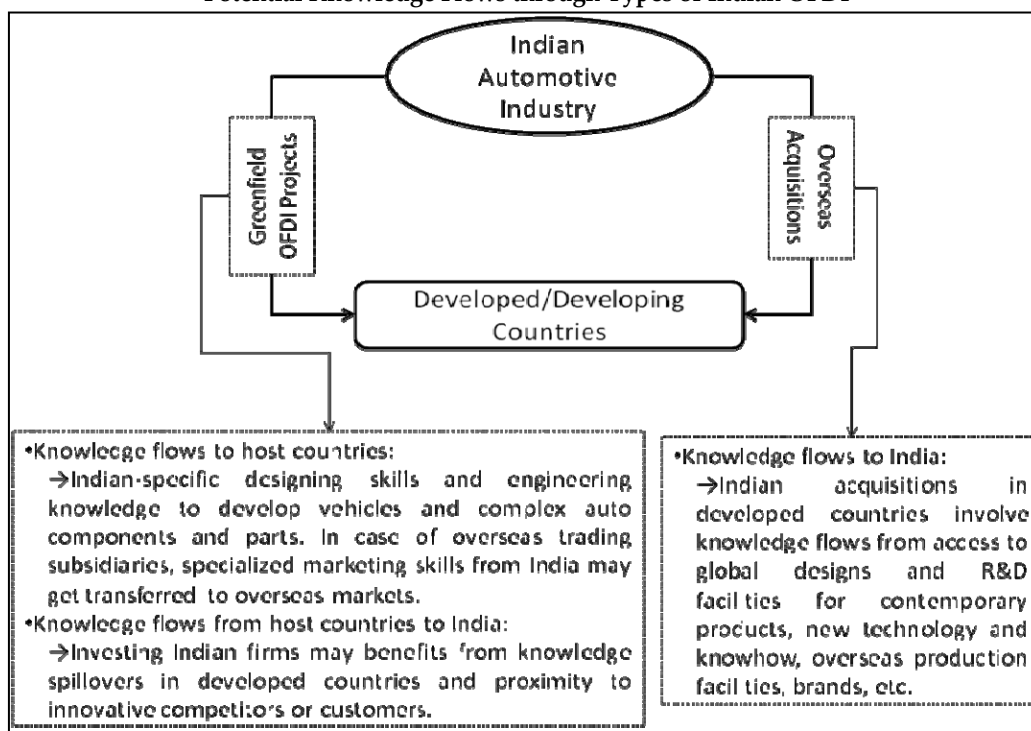 Potential Knowledge Flows through Types of Indian OFDI
Indian
Automotive
Industry
Greenfield
OFDI Projects
Overseas
Acquisitions
Developed/Developing
Countries
•Knowledge flows to host countries:
→Indian-specific designing skills and engineering
knowledge to develop vehicles and complex auto
components and parts. In case of overseas trading
subsidiaries, specialized marketing skills from India may
get transferred to overseas markets.
•Knowledge flows from host countries to India:
→Investing Indian firms may benefits from knowledge
spillovers in developed countries and proximity to
innovative competitors or customers.
•Knowledge flows to India:
→Indian acquisitions in
developed countries involve
knowledge flows from access to
global designs and R&D
facilities for contemporary
products, new technology and
knowhow, overseas production
facilities, brands, etc.